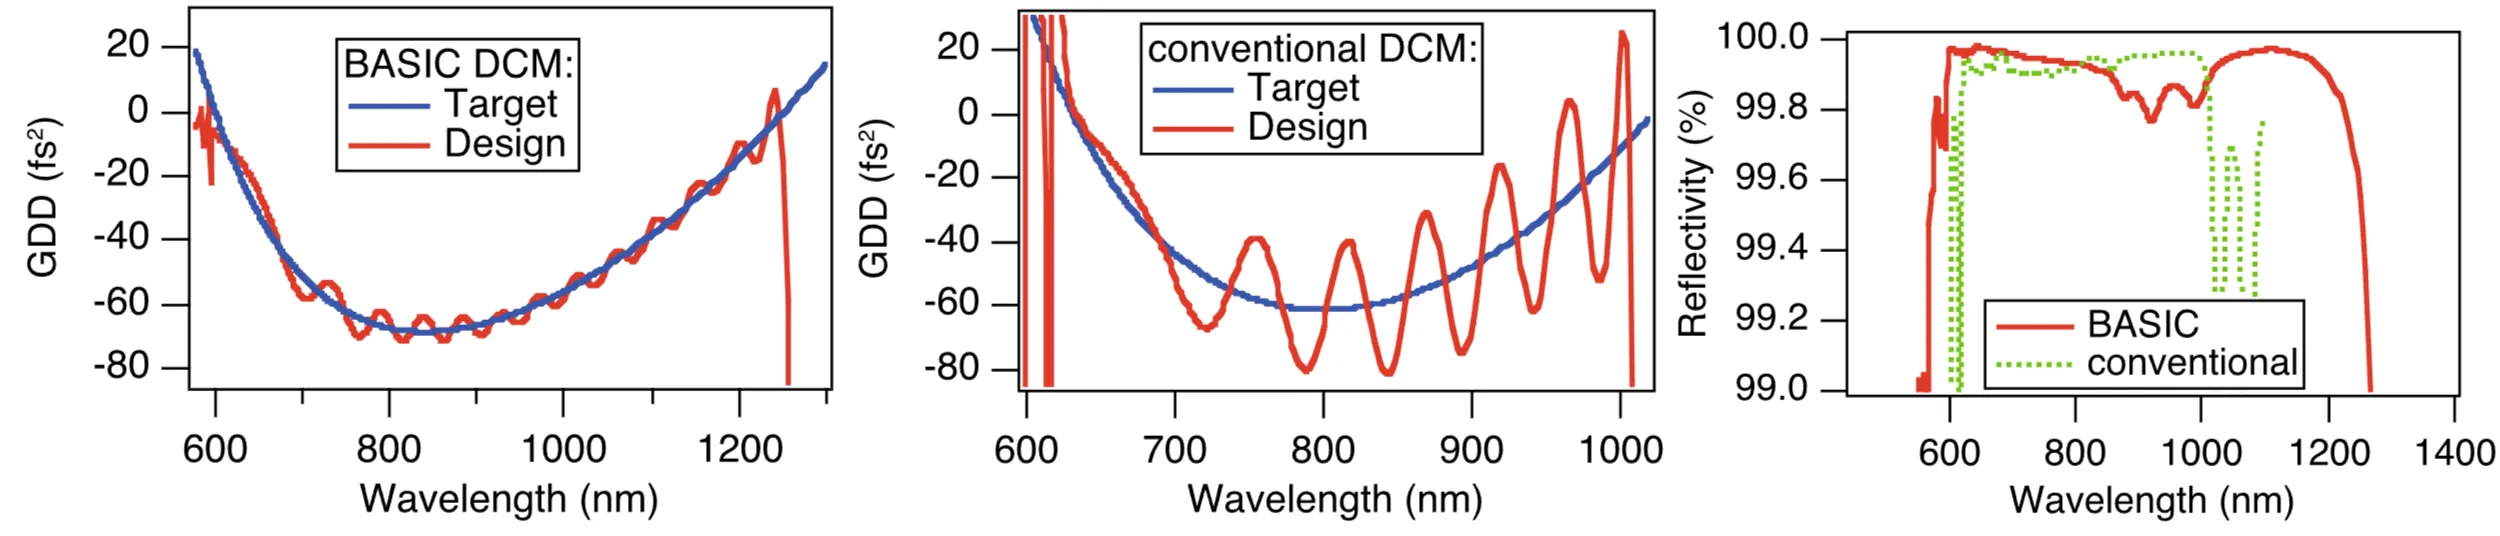 GDD (fs²)
20
0
-20
-40
-60
-80
BASIC DCM:
Target
Design
600
800
1000
1200
Wavelength (nm)
GDD (fs²)
20
0
-20
-40
-60
-80
conventional DCM:
Target
Design
600
700
800
900
1000
Wavelength (nm)
Reflectivity (%)
100.0
99.8
99.6
99.4
99.2
99.0
BASIC
conventional
600
800
1000
1200
1400
Wavelength (nm)